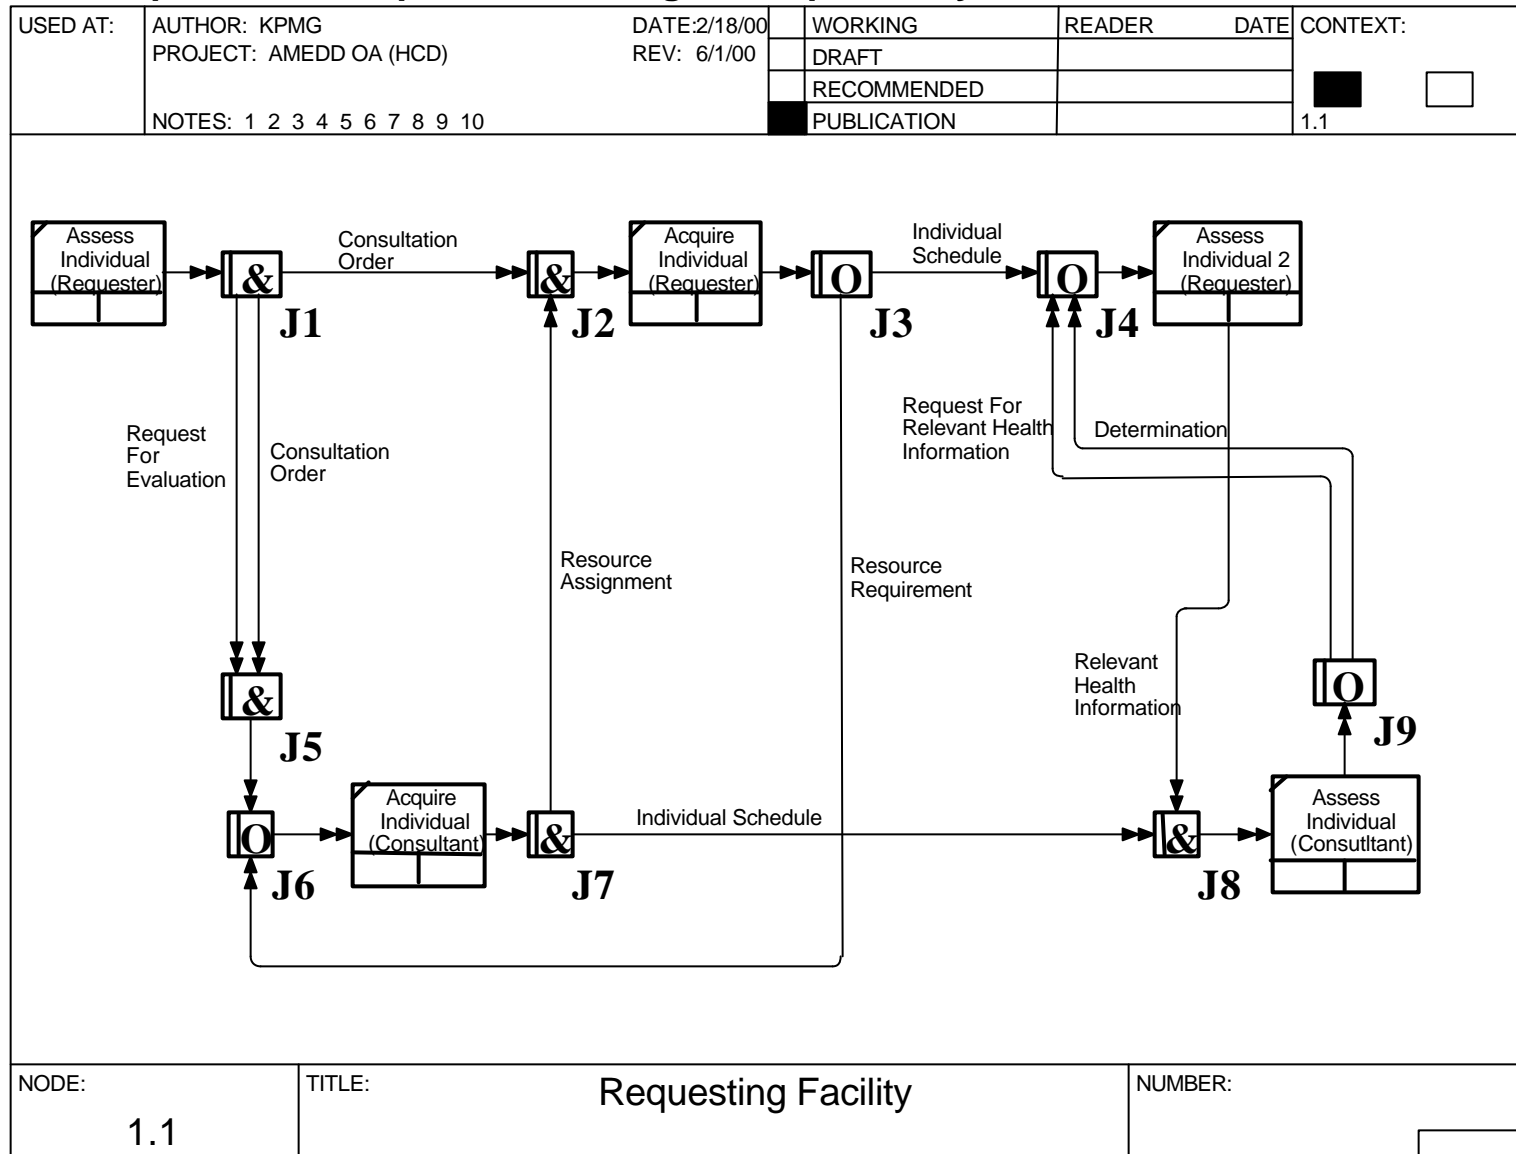 USED AT:
AUTHOR: KPMG
DATE:2/18/00
PROJECT: AMEDD OA (HCD)
REV: 6/1/00
NOTES: 1 2 3 4 5 6 7 8 9 10
WORKING
DRAFT
RECOMMENDED
PUBLICATION
READER
DATE
CONTEXT:
1.1
Assess
Individual
(Requester)
&
J1
Consultation
Order
&
J2
Acquire
Individual
(Requester)
O
J3
Individual
Schedule
O
J4
Assess
Individual 2
(Requester)
Request
For
Evaluation
Consultation
Order
Request For
Relevant Health
Information
Determination
Resource
Assignment
Resource
Requirement
Relevant
Health
Information
&
J5
O
J9
O
J6
Acquire
Individual
(Consultant)
&
J7
Individual Schedule
&
J8
Assess
Individual
(Consutltant)
NODE:
1.1
TITLE:
Requesting Facility
NUMBER: